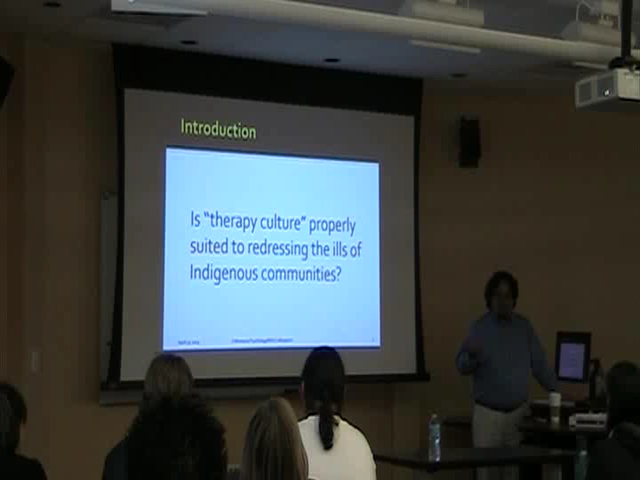 Introduction
Is “therapy culture” properly
suited to redressing the ills of
Indigenous communities?